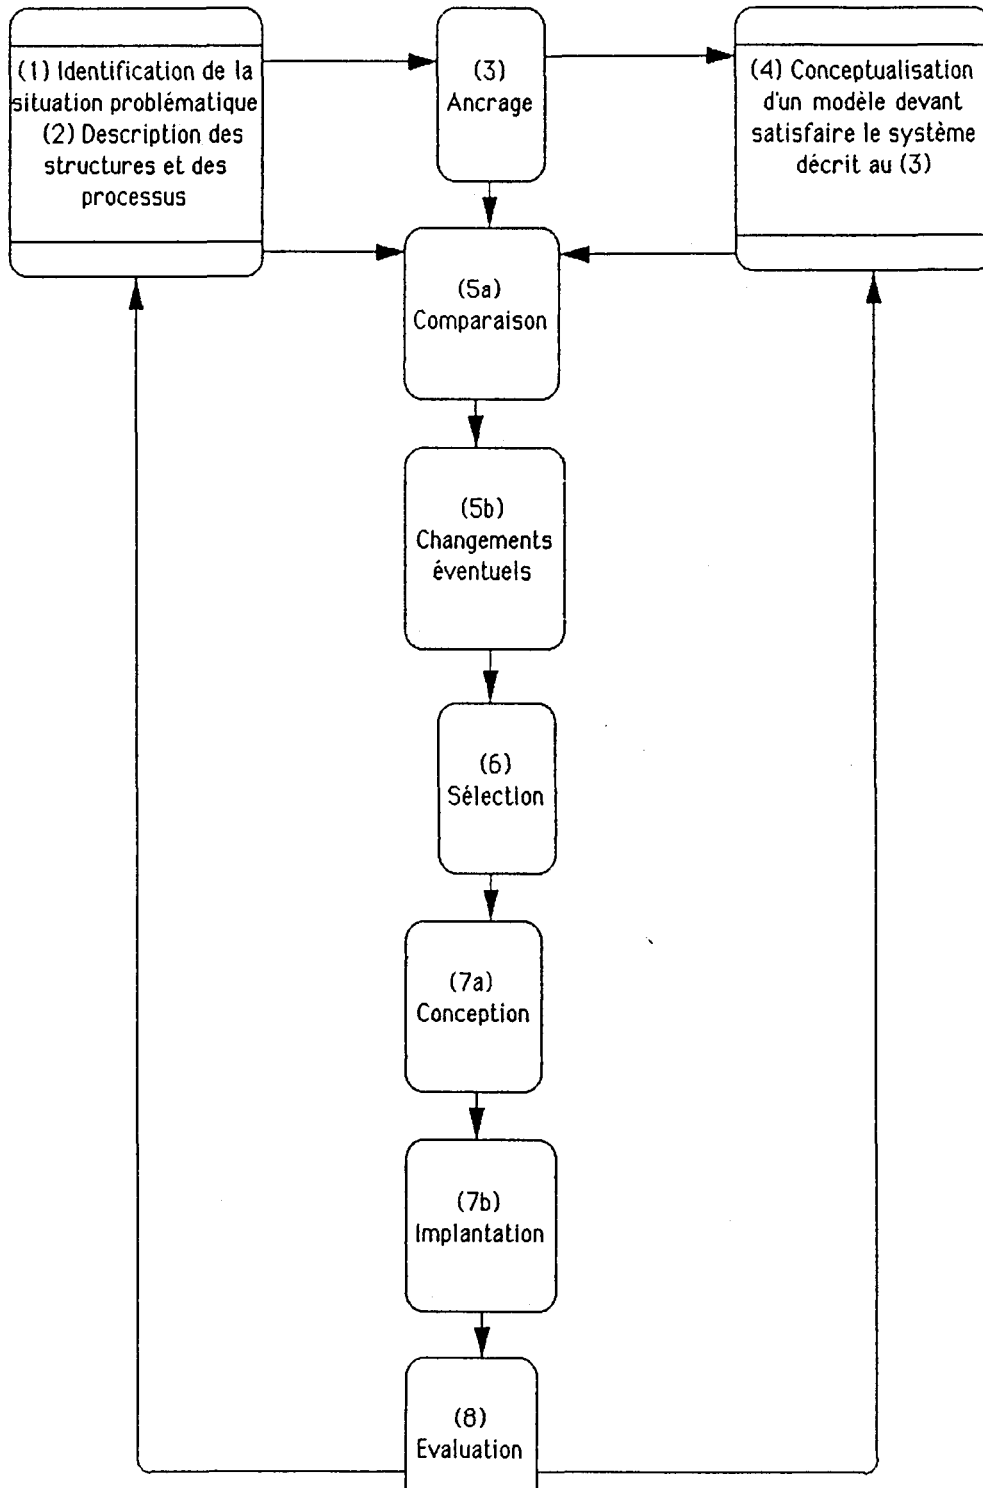 (1) Identification de la
situation problématique
(2) Description des
structures et des
processus
(3)
Ancrage
(4) Conceptualisation
d'un modèle devant
satisfaire le système
décrit au (3)
(5a)
Comparaison
(5b)
Changements
éventuels
(6)
Sélection
(7a)
Conception
(7b)
Implantation
(8)
Evaluation